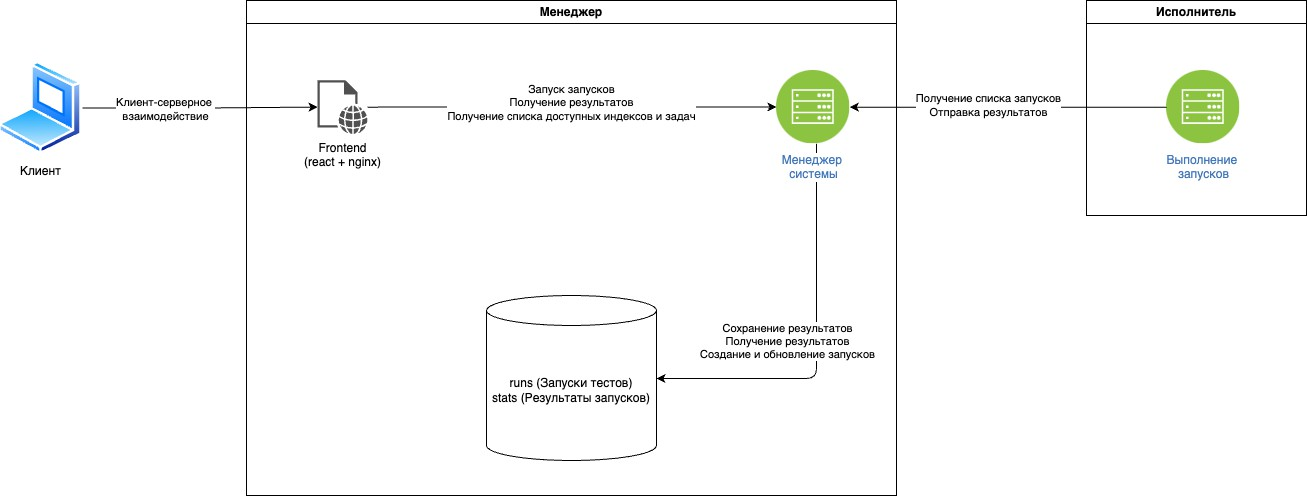 Менеджер
Исполнитель
Клиент-серверное
взаимодействие
Клиент
Frontend
(react + nginx)
Запуск запусков
Получение результатов
Получение списка доступных индексов и задач
Менеджер
системы
Получение списка запусков
Отправка результатов
Выполнение
запусков
Сохранение результатов
Получение результатов
Создание и обновление запусков
runs (Запуски тестов)
stats (Результаты запусков)